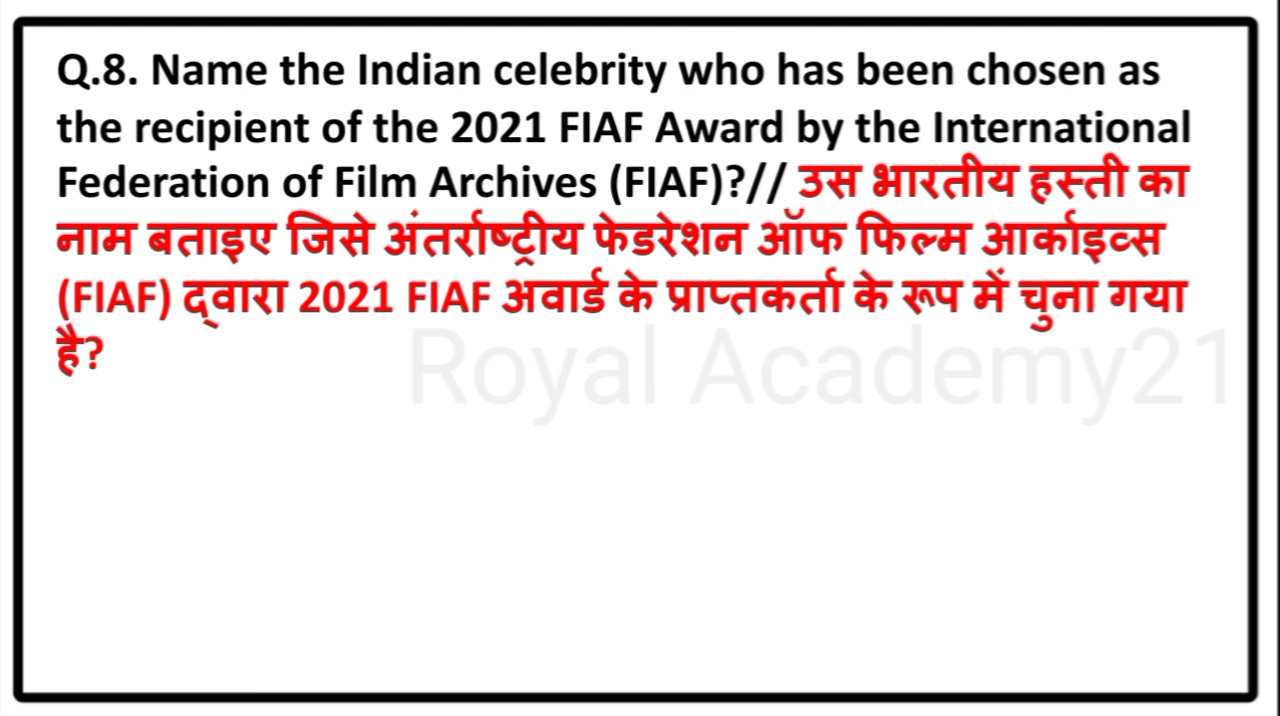 Q.8. Name the Indian celebrity who has been chosen as
the recipient of the 2021 FIAF Award by the International
Federation of Film Archives (FIAF)?// उस भारतीय हस्ती का
नाम बताइए जिसे अंतर्राष्ट्रीय फेडरेशन ऑफ फिल्म आर्काइव्स
(FIAF) द्वारा 2021 FIAF अवार्ड के प्राप्तकर्ता के रूप में चुना गया
है?
Royal Academy21